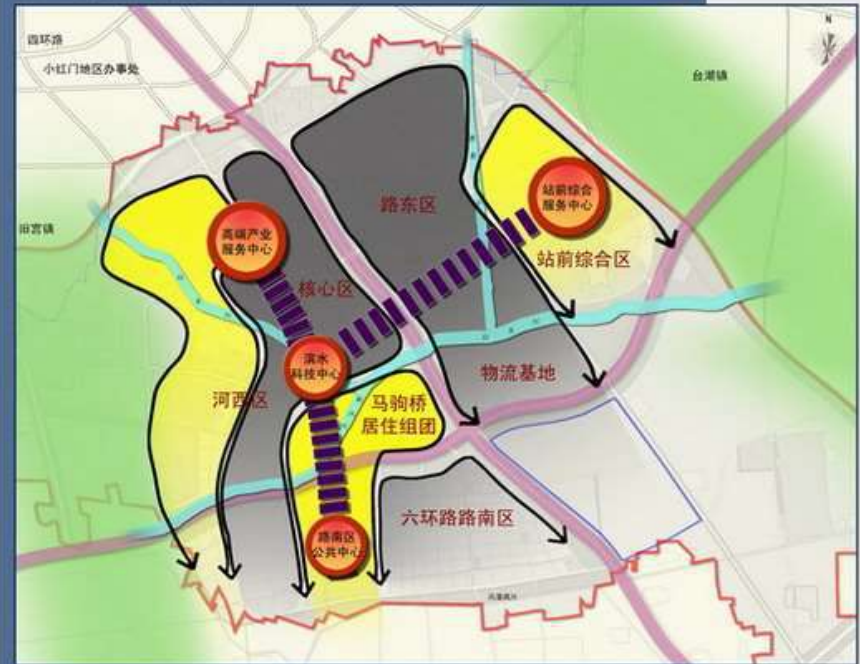 N
四环路
小红门地区办事处
台湖镇
旧宫镇
路东区
站前综合
服务中心
高端产业
服务中心
站前综合区
核心区
滨水
科技中心
物流基地
河西区
马驹桥
居住组团
六环路路南区
路南区
公共中心